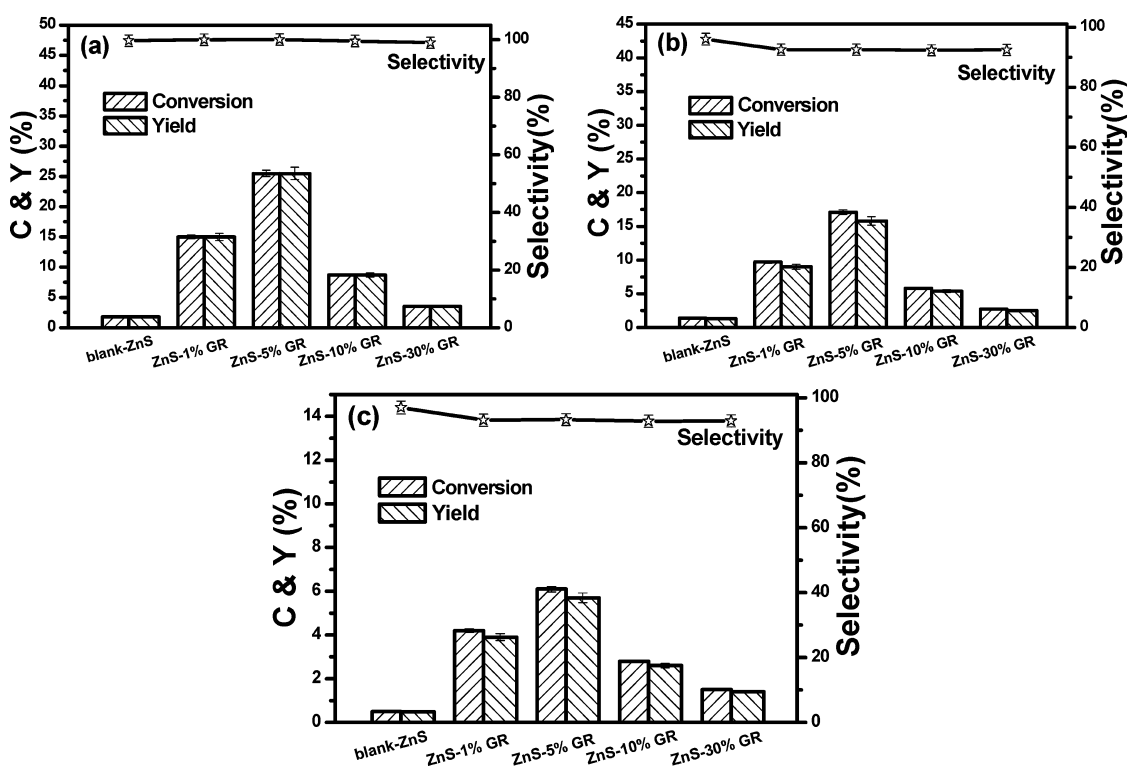 (a)
Selectivity
Conversion
Yield
C & Y (%)
50
45
40
35
30
25
20
15
10
5
0
Selectivity(%)
100
80
60
40
20
0
blank-ZnS
ZnS-1% GR
ZnS-5% GR
ZnS-10% GR
ZnS-30% GR
(b)
Selectivity
Conversion
Yield
C & Y (%)
45
40
35
30
25
20
15
10
5
0
Selectivity(%)
100
80
60
40
20
0
blank-ZnS
ZnS-1% GR
ZnS-5% GR
ZnS-10% GR
ZnS-30% GR
(c)
Selectivity
Conversion
Yield
C & Y (%)
14
12
10
8
6
4
2
0
Selectivity(%)
100
80
60
40
20
0
blank-ZnS
ZnS-1% GR
ZnS-5% GR
ZnS-10% GR
ZnS-30% GR